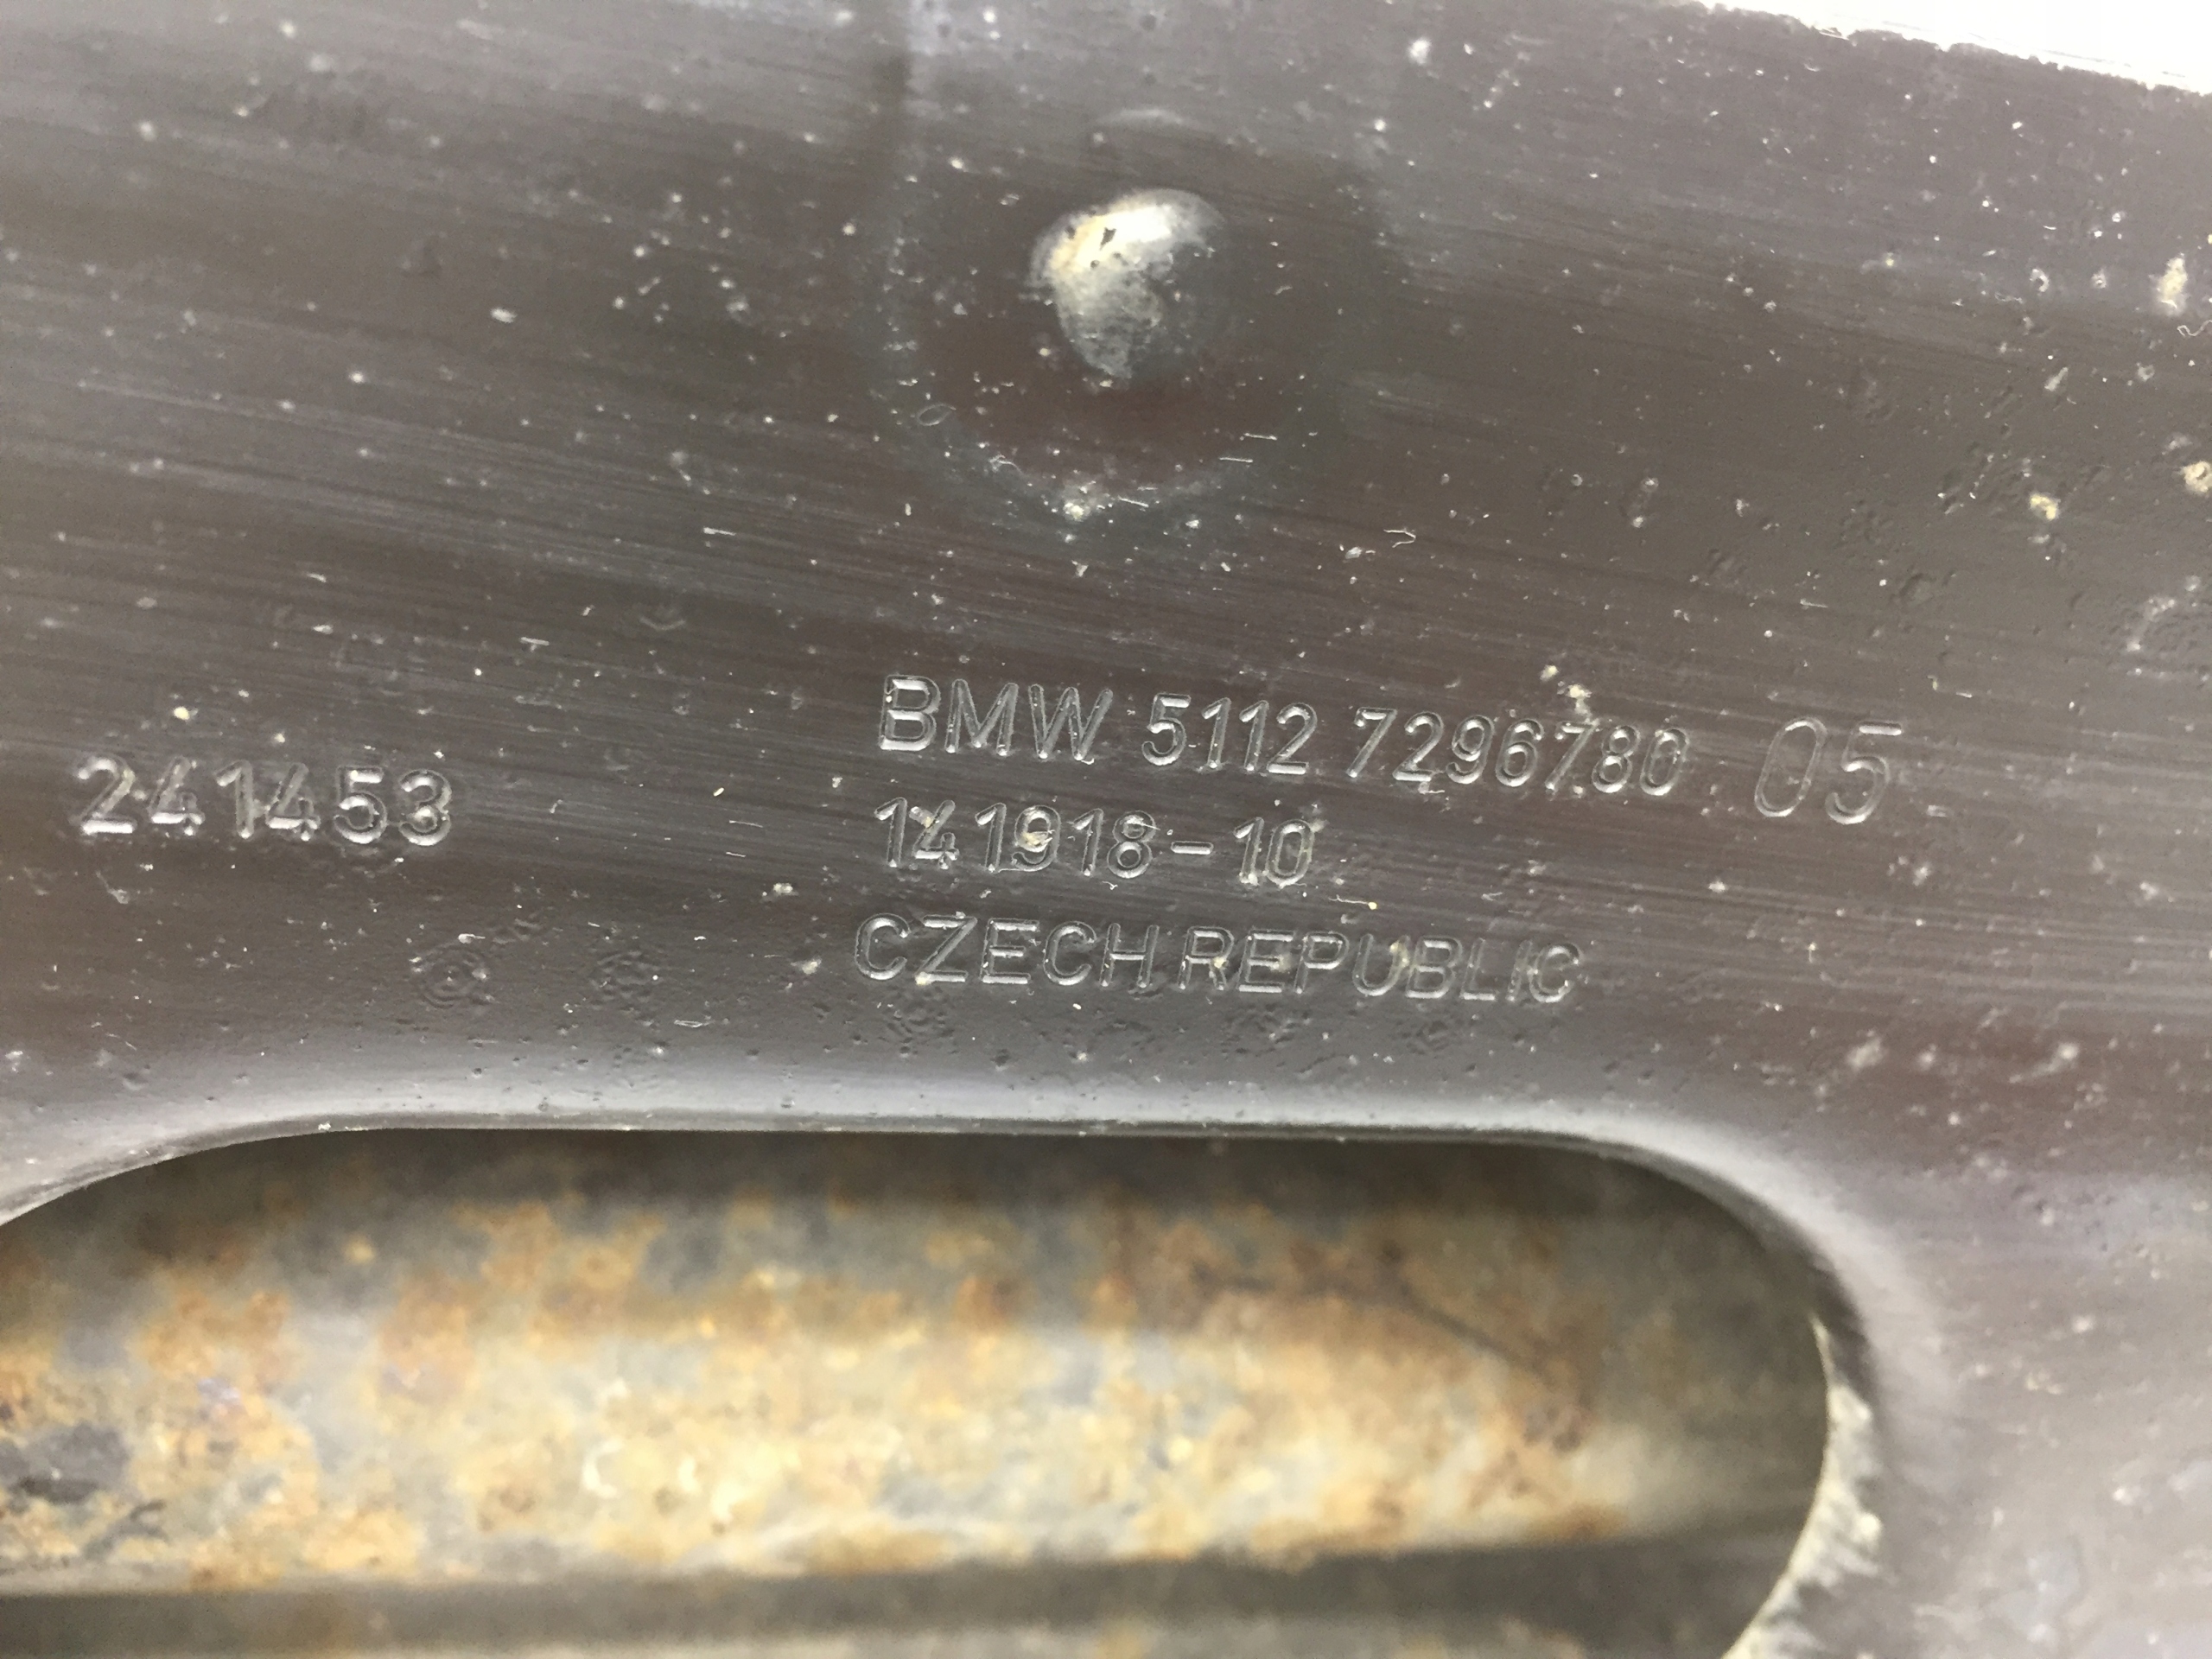 BMW 5112 7296780 05
241453
141918-10
CZECH REPUBLIC